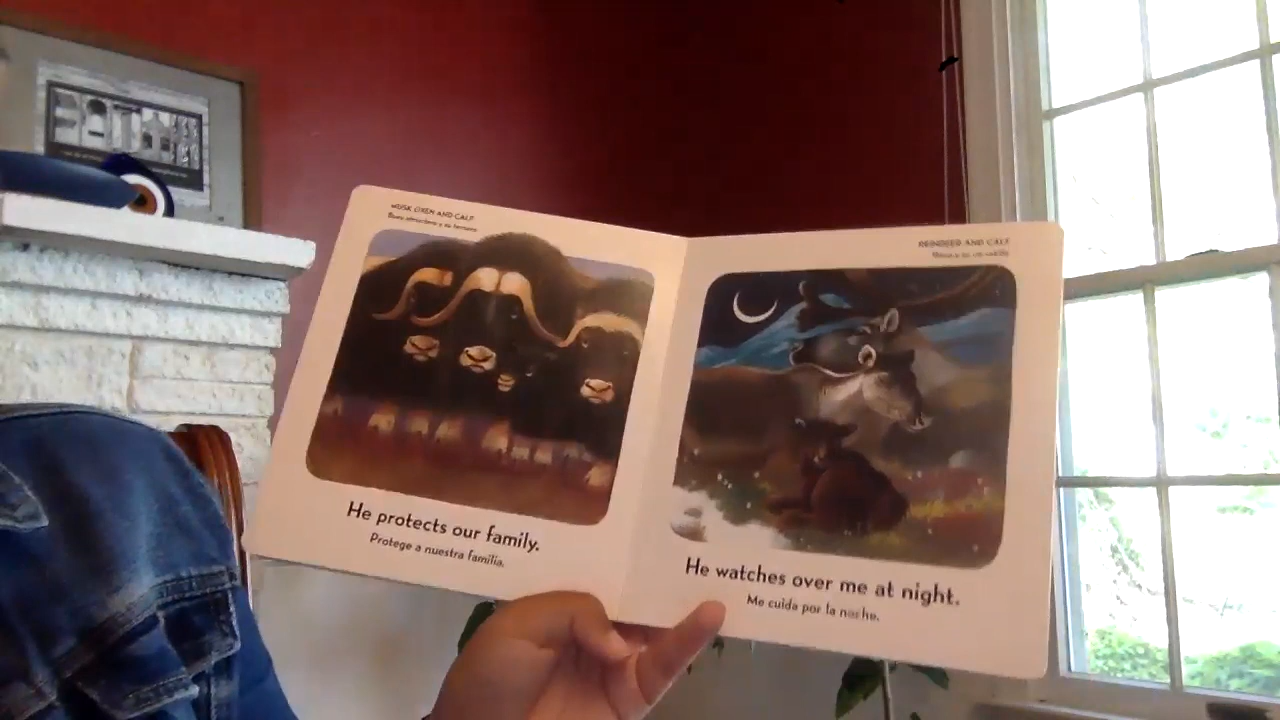 MUSK OXEN AND CALF
He protects our family.
Protege a nuestra familia.
REINDEER AND CALF
He watches over me at night.
Me cuida por la noche.